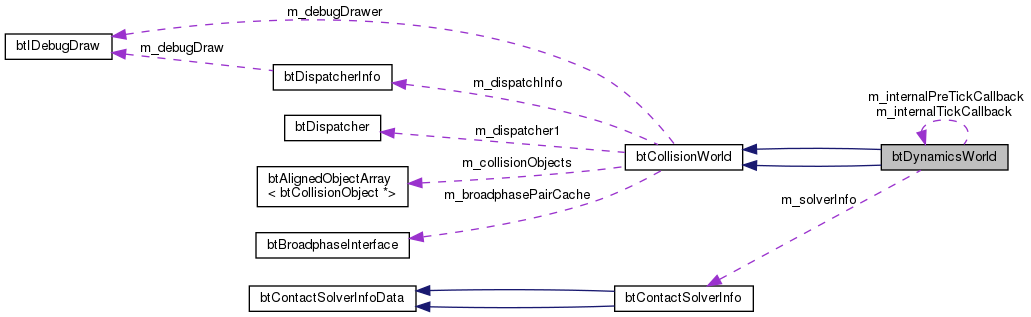 m_debugDrawer
btIDebugDraw
m_debugDraw
btDispatcherInfo
m_dispatchInfo
m_internalPreTickCallback
m_internalTickCallback
btDispatcher
m_dispatcher1
btCollisionWorld
btDynamicsWorld
m_collisionObjects
btAlignedObjectArray
< btCollisionObject *>
m_broadphasePairCache
m_solverInfo
btBroadphaseInterface
btContactSolverInfoData
btContactSolverInfo